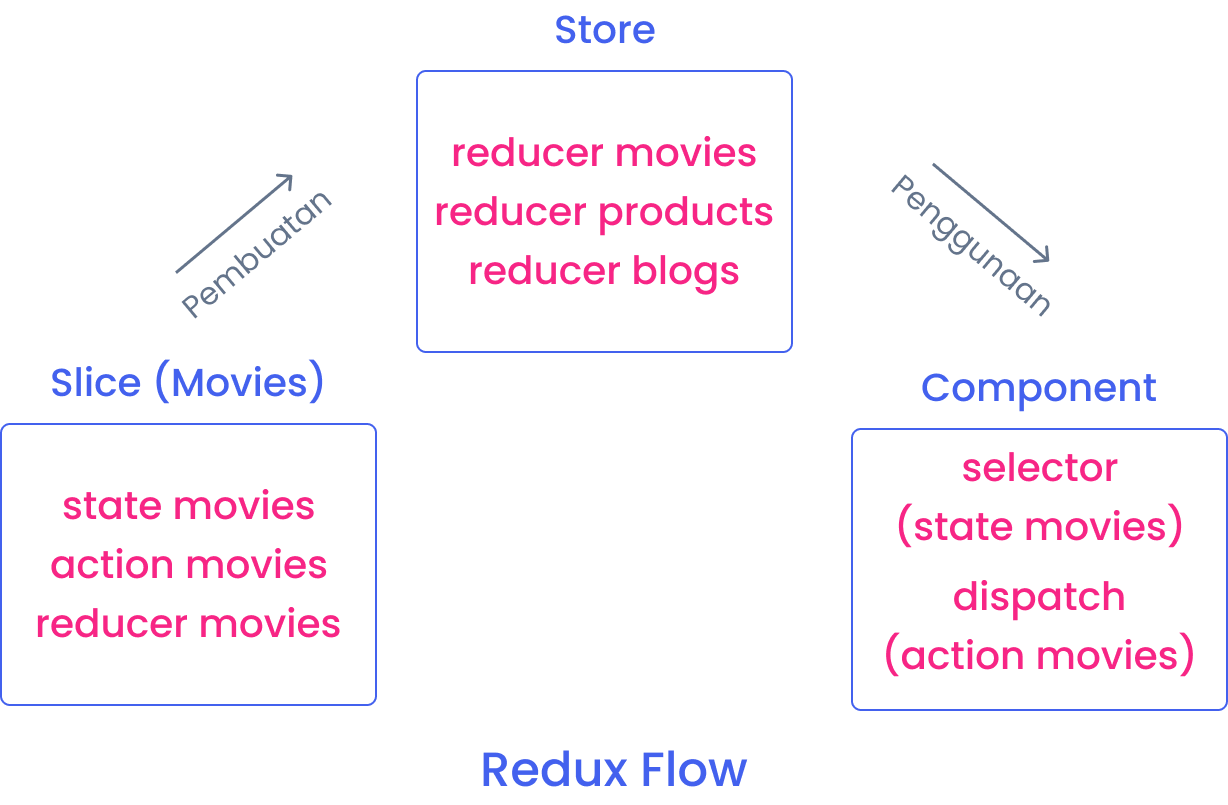 Store
reducer movies
reducer products
reducer blogs
Pembuatan
Penggunaan
Slice (Movies)
state movies
action movies
reducer movies
Component
selector
(state movies)
dispatch
(action movies)
Redux Flow